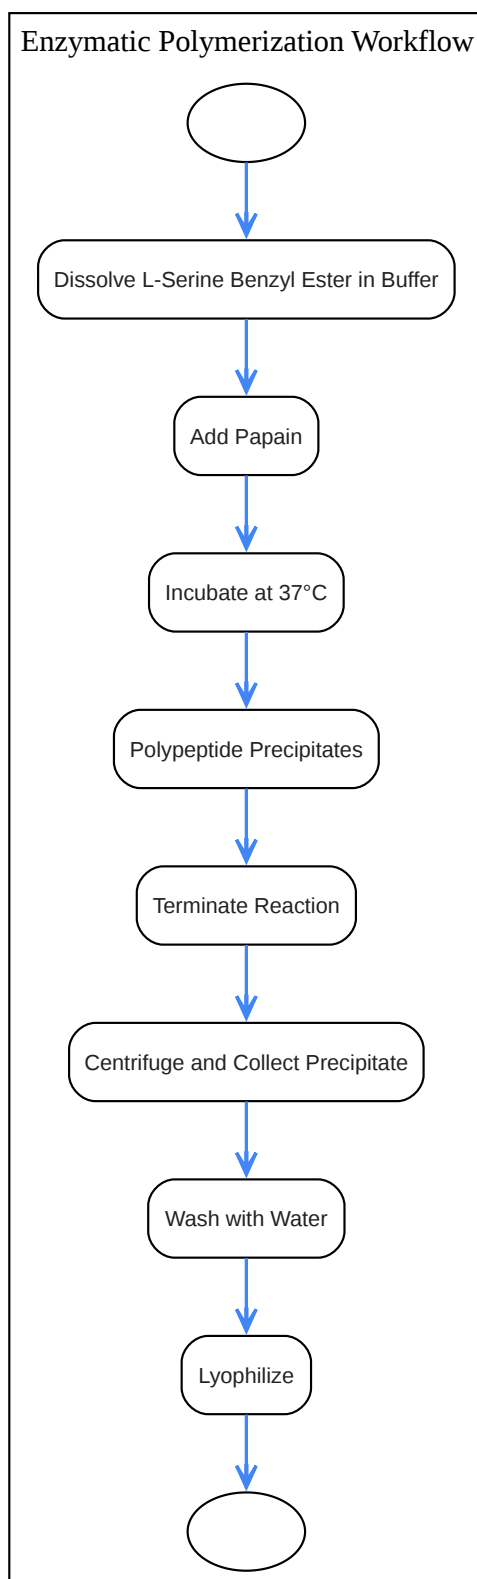 Enzymatic Polymerization Workflow
Dissolve L-Serine Benzyl Ester in Buffer
Add Papain
Incubate at 37°C
Polypeptide Precipitates
Terminate Reaction
Centrifuge and Collect Precipitate
Wash with Water
Lyophilize